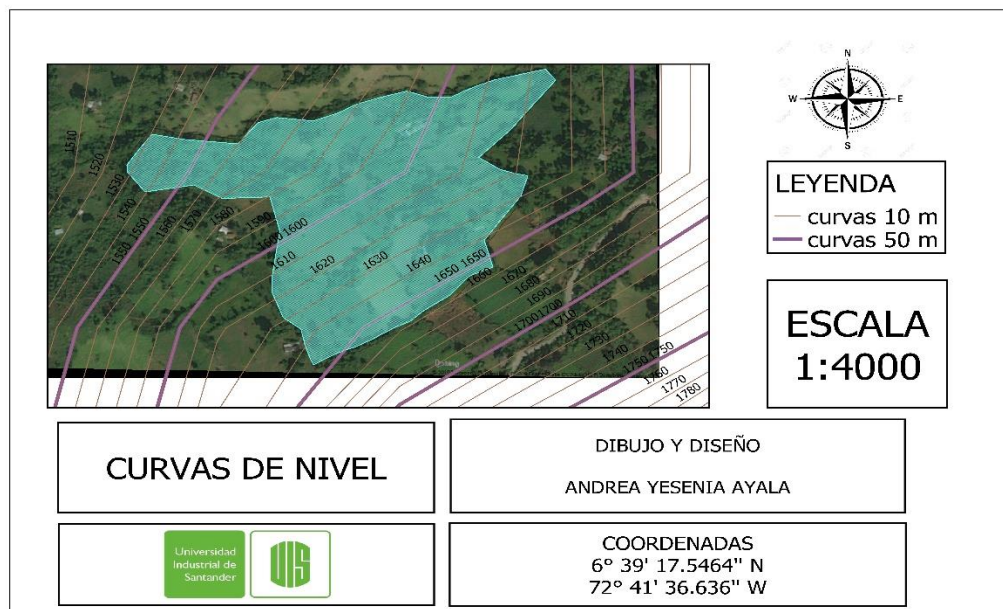 N
W
E
S
1510
1520
1530
1540
1550
1550
1560
1570
1580
1590
1600
1600
1610
1620
1630
1640
1650
1650
1660
1670
1680
1690
1700
1700
1710
1720
1730
1740
1750
1750
1760
1770
1780
LEYENDA
curvas 10 m
curvas 50 m
ESCALA
1:4000
CURVAS DE NIVEL
DIBUJO Y DISEÑO
ANDREA YESENIA AYALA
Universidad
Industrial de
Santander
UIS
COORDENADAS
6° 39' 17.5464" N
72° 41' 36.636" W